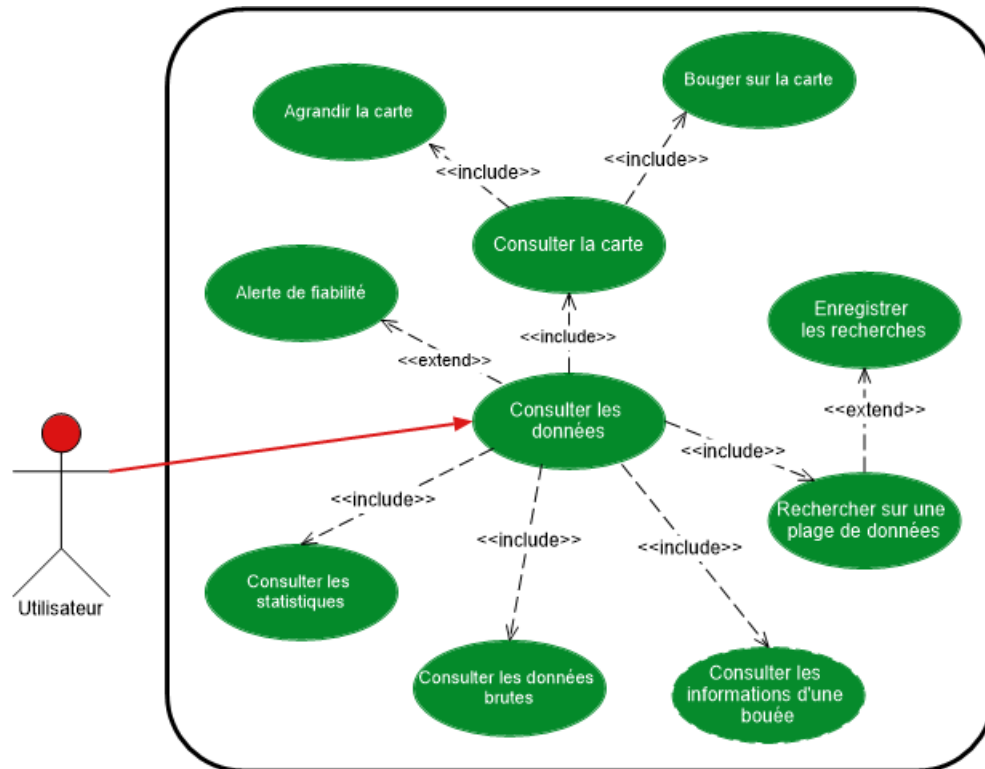 Bouger sur la carte
Agrandir la carte
<<include>>
<<include>>
Consulter la carte
Alerte de fiabilité
Enregistrer
les recherches
<<include>>
<<extend>>
Consulter les
données
<<extend>>
<<include>>
Rechercher sur une
plage de données
<<include>>
<<include>>
<<include>>
Consulter les
statistiques
Utilisateur
Consulter les données
brutes
Consulter les
informations d'une
bouée